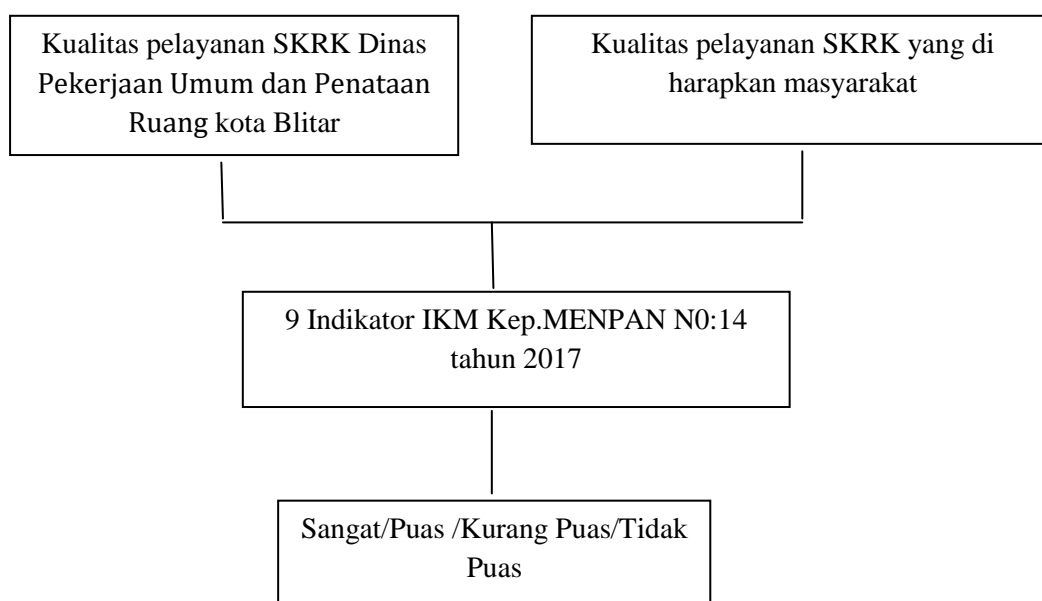 Kualitas pelayanan SKRK Dinas
Pekerjaan Umum dan Penataan
Ruang kota Blitar
Kualitas pelayanan SKRK yang di
harapkan masyarakat
9 Indikator IKM Kep.MENPAN N0:14
tahun 2017
Sangat/Puas /Kurang Puas/Tidak
Puas